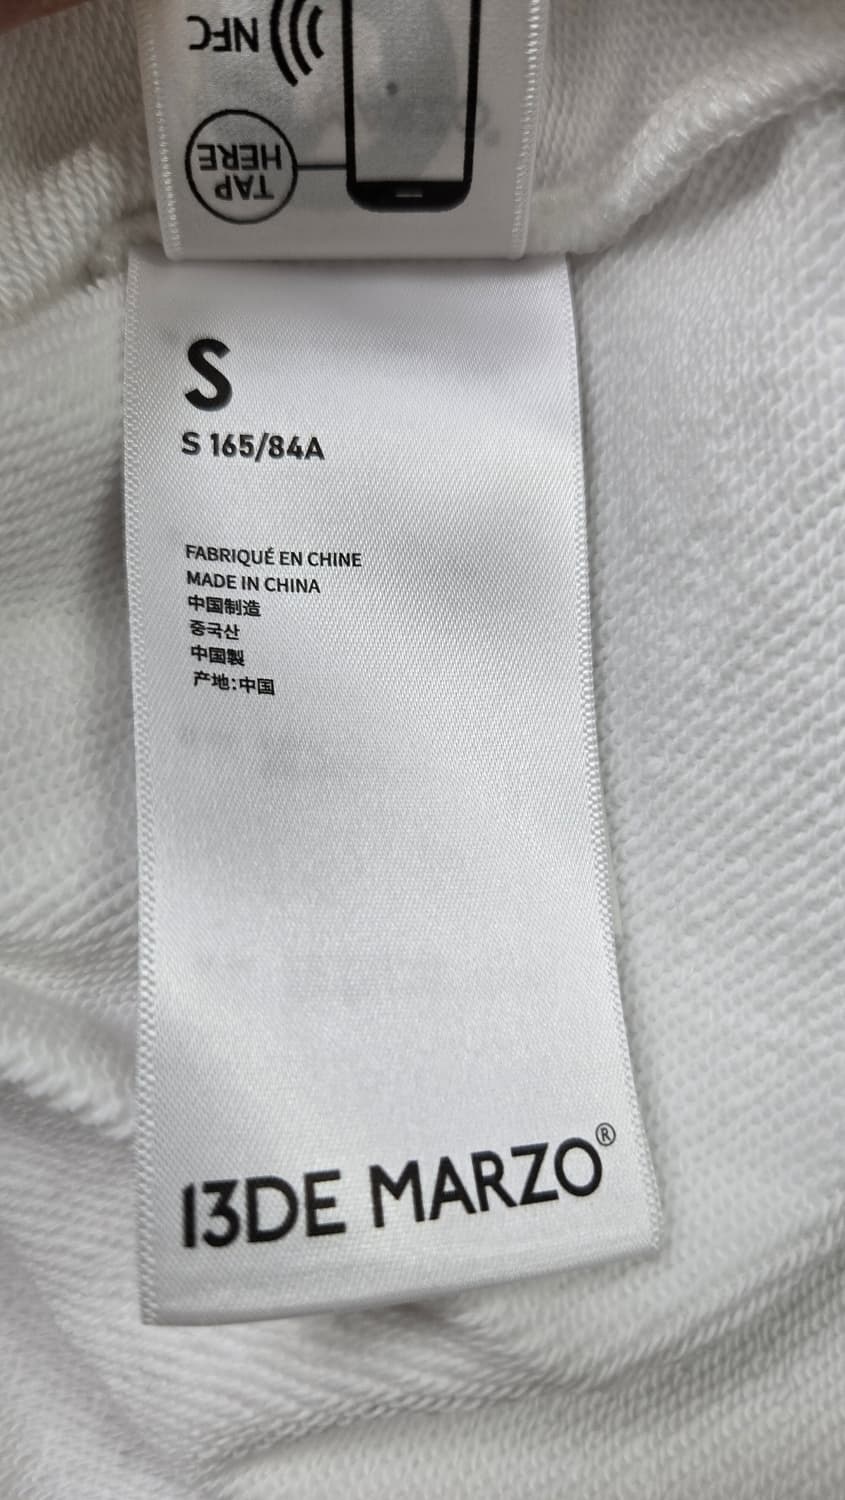 NFC
TAP
HERE
S
S 165/84A
FABRIQUÉ EN CHINE
MADE IN CHINA
中国制造
중국산
中国製
产地:中国
13DE MARZO®